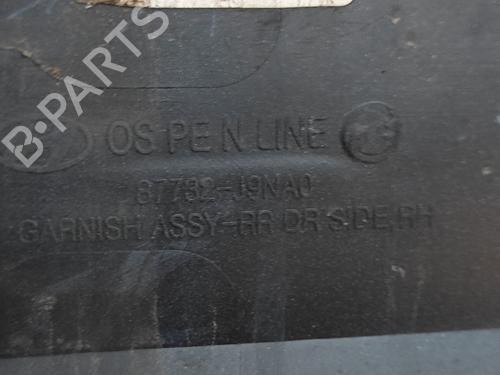 B-PARTS
OS PE N LINE
87732-J9NA0
GARNISH ASSY-RR DR SIDE,RH